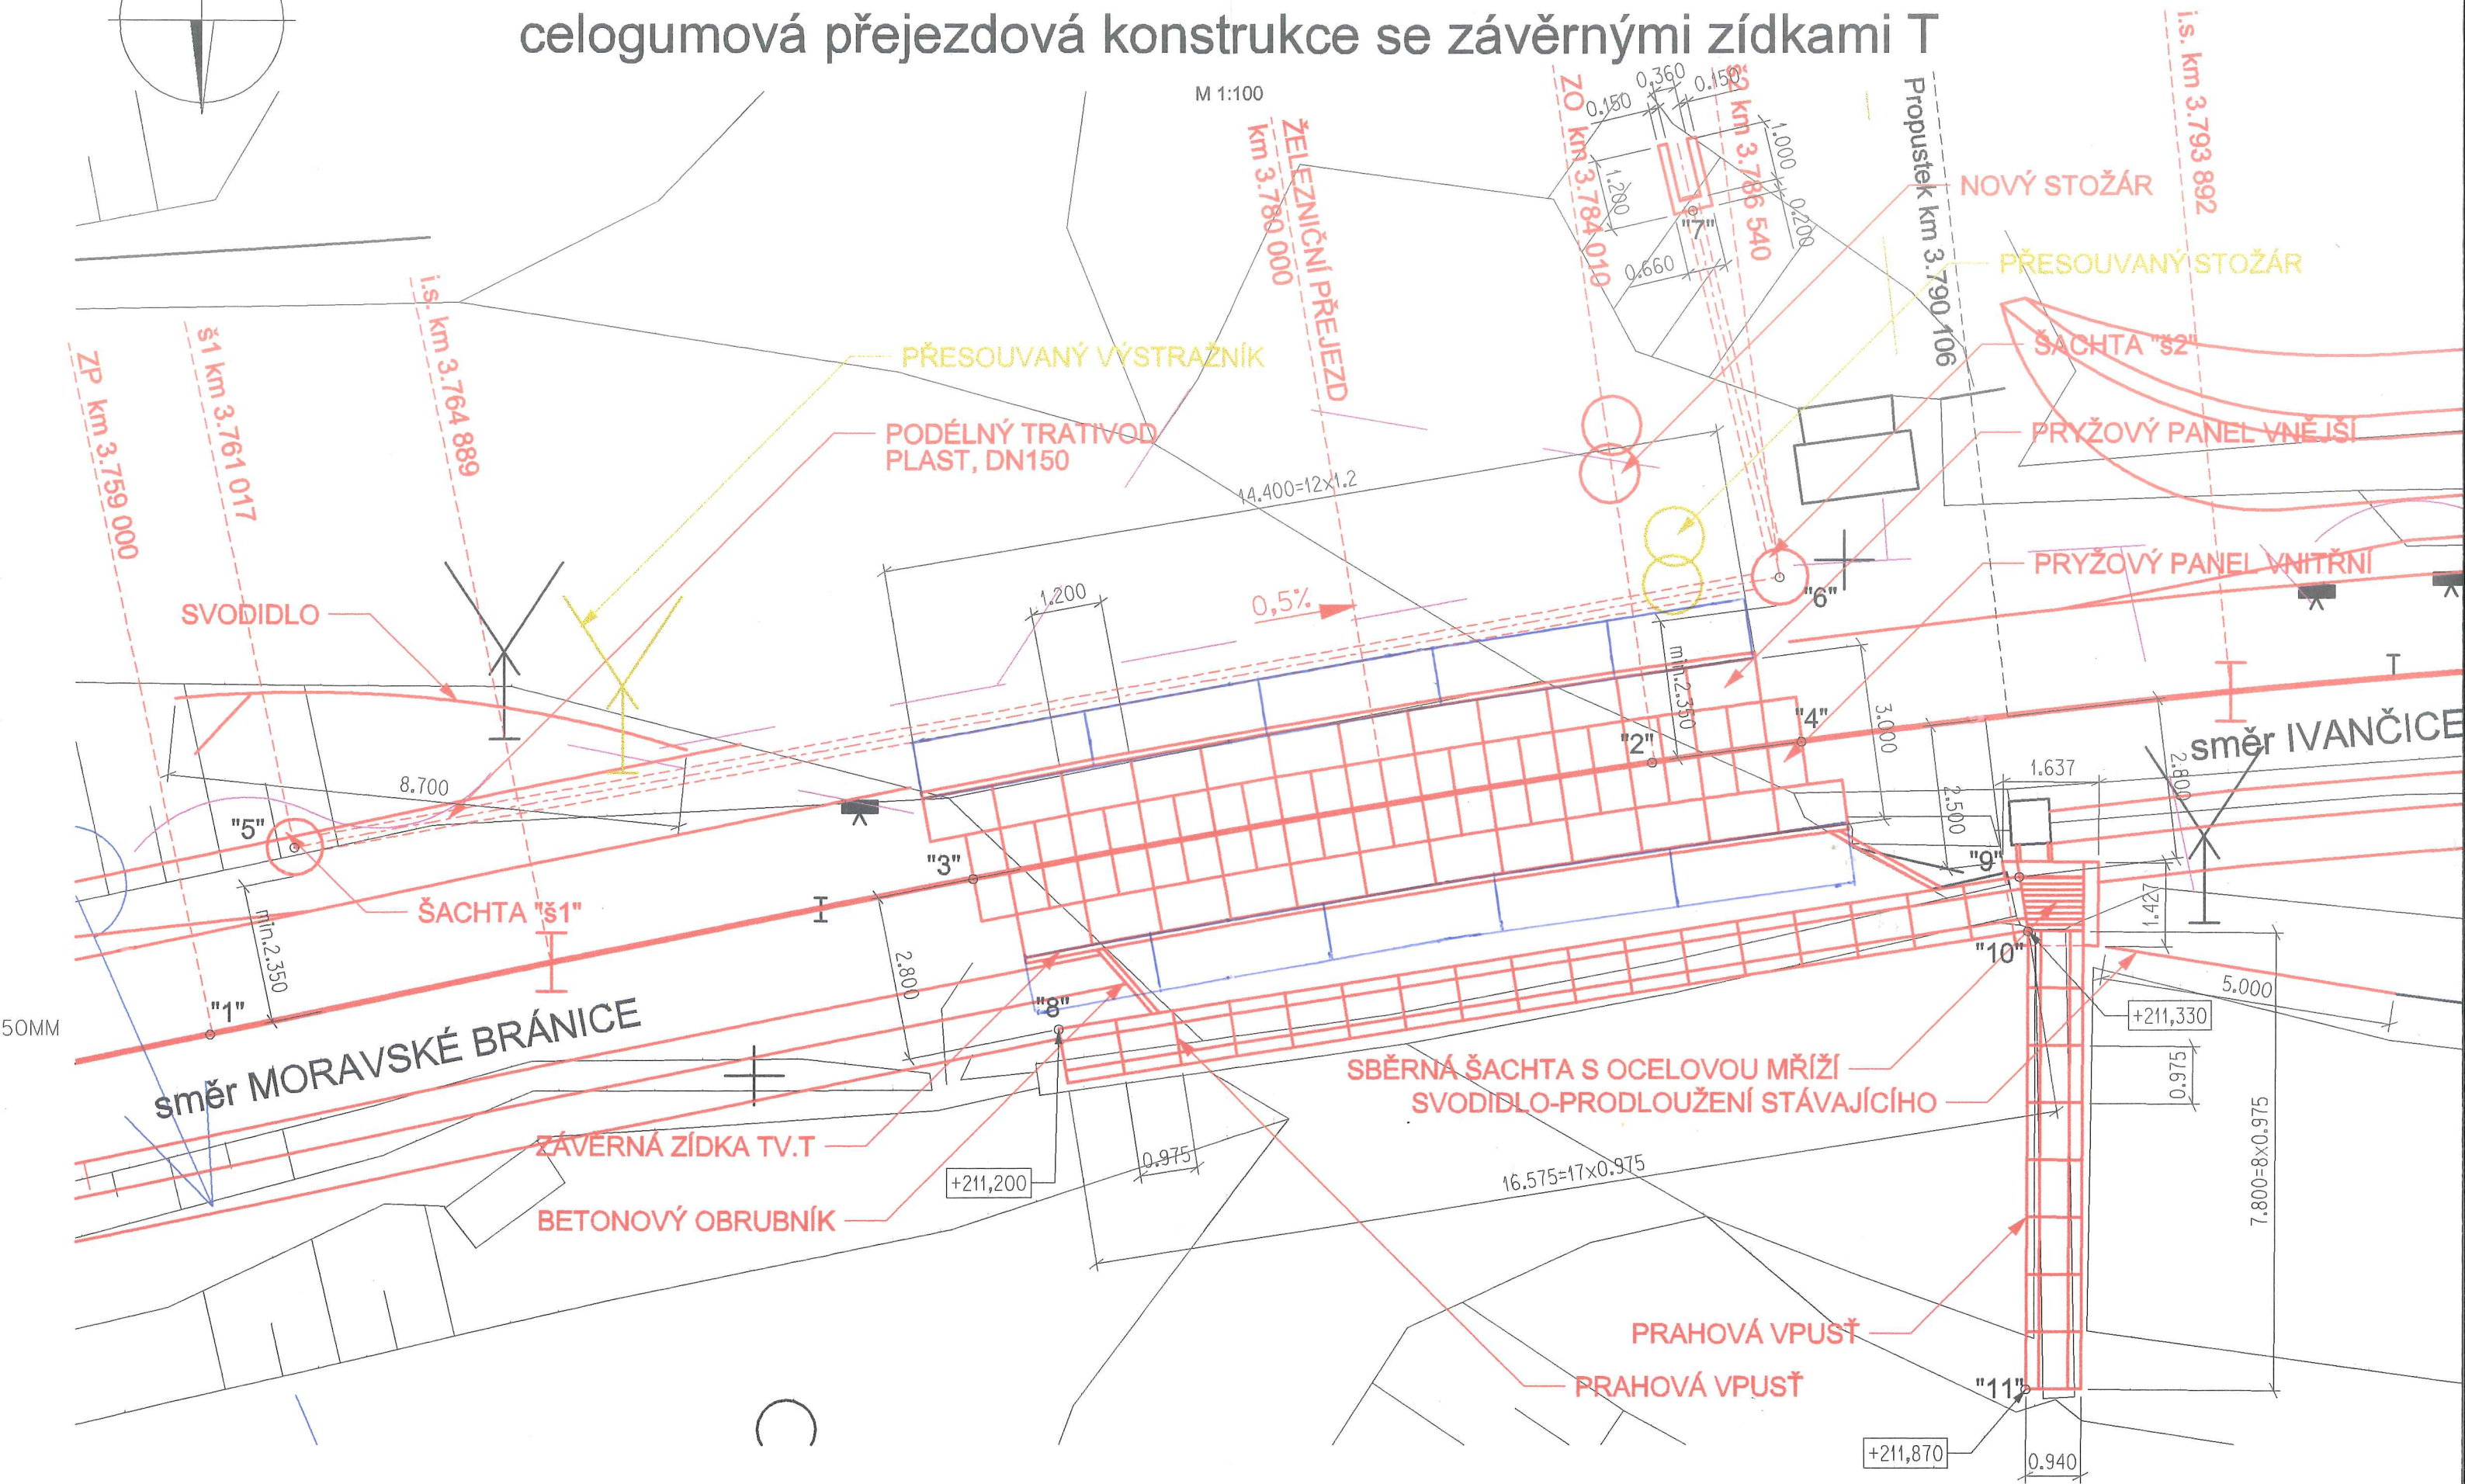 celogumová přejezdová konstrukce se závěrnými zídkami T
M 1:100
ZP km 3.759 000
š1 km 3.761 017
i.s. km 3.764 889
ŽELEZNIČNÍ PŘEJEZD
km 3.780 000
ZO km 3.784 010
š2 km 3.786 540
Propustek km 3.790 106
i.s. km 3.793 892
0.150
0.360
0.150
1.000
1.200
0.200
"7"
0.660
NOVÝ STOŽÁR
PŘESOUVANÝ STOŽÁR
ŠACHTA "š2"
PRYŽOVÝ PANEL VNĚJŠÍ
PRYŽOVÝ PANEL VNITŘNÍ
PŘESOUVANÝ VÝSTRAŽNÍK
PODÉLNÝ TRATIVOD
PLAST, DN150
14.400=12x1.2
SVODIDLO
1.200
0,5%
"6"
min.2.350
"4"
"2"
3.000
směr IVANČICE
8.700
"5"
1.637
2.800
2.500
"3"
"9"
ŠACHTA "š1"
min.2.350
1.427
"10"
2.800
5.000
"1"
"8"
50MM
+211,330
směr MORAVSKÉ BRÁNICE
SBĚRNÁ ŠACHTA S OCELOVOU MŘÍŽÍ
SVODIDLO-PRODLOUŽENÍ STÁVAJÍCÍHO
0.975
ZÁVĚRNÁ ZÍDKA TV.T
0.975
+211,200
16.575=17x0.975
7.800=8x0.975
BETONOVÝ OBRUBNÍK
PRAHOVÁ VPUSŤ
PRAHOVÁ VPUSŤ
"11"
+211,870
0.940